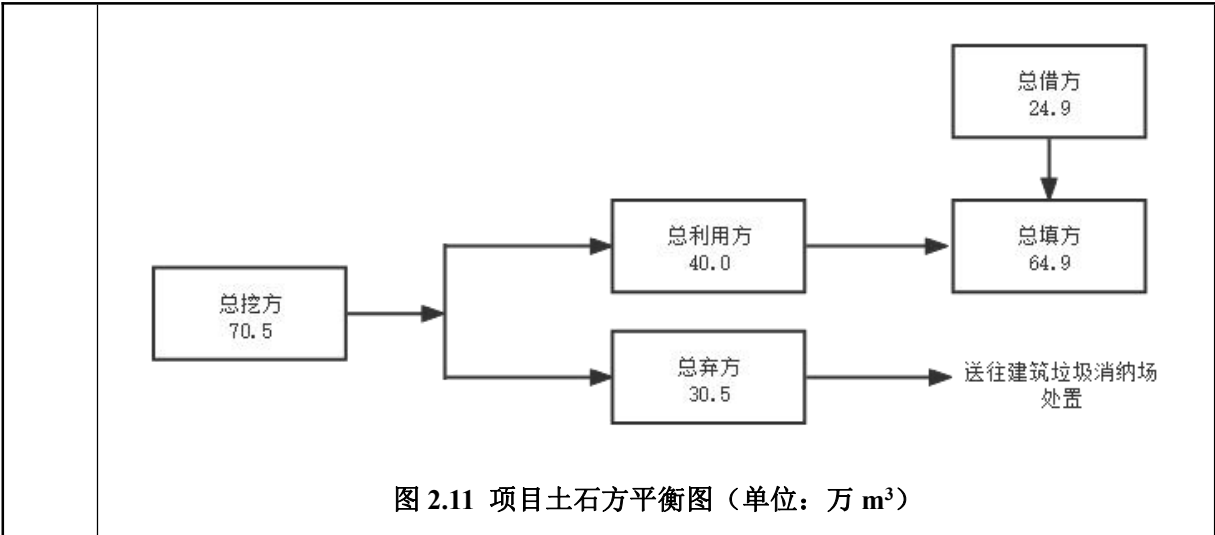 总借方
24.9
总利用方
40.0
总填方
64.9
总挖方
70.5
总弃方
30.5
送往建筑垃圾消纳场
处置
图 2.11 项目土石方平衡图（单位：万 m³）